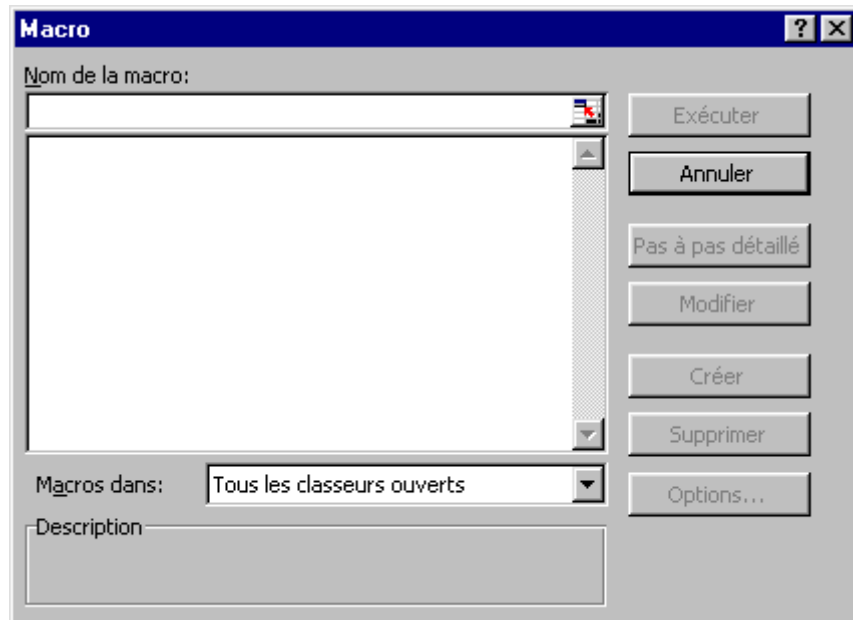 Macro
Nom de la macro:
Exécuter
Annuler
Pas à pas détaillé
Modifier
Créer
Supprimer
Macros dans:
Tous les classeurs ouverts
Options...
Description